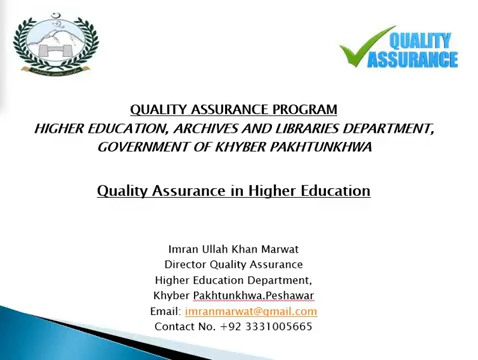 QUALITY
ASSURANCE
QUALITY ASSURANCE PROGRAM
HIGHER EDUCATION, ARCHIVES AND LIBRARIES DEPARTMENT,
GOVERNMENT OF KHYBER PAKHTUNKHWA
Quality Assurance in Higher Education
Imran Ullah Khan Marwat
Director Quality Assurance
Higher Education Department,
Khyber Pakhtunkhwa.Peshawar
Email: imranmarwat@gmail.com
Contact No. +92 3331005665